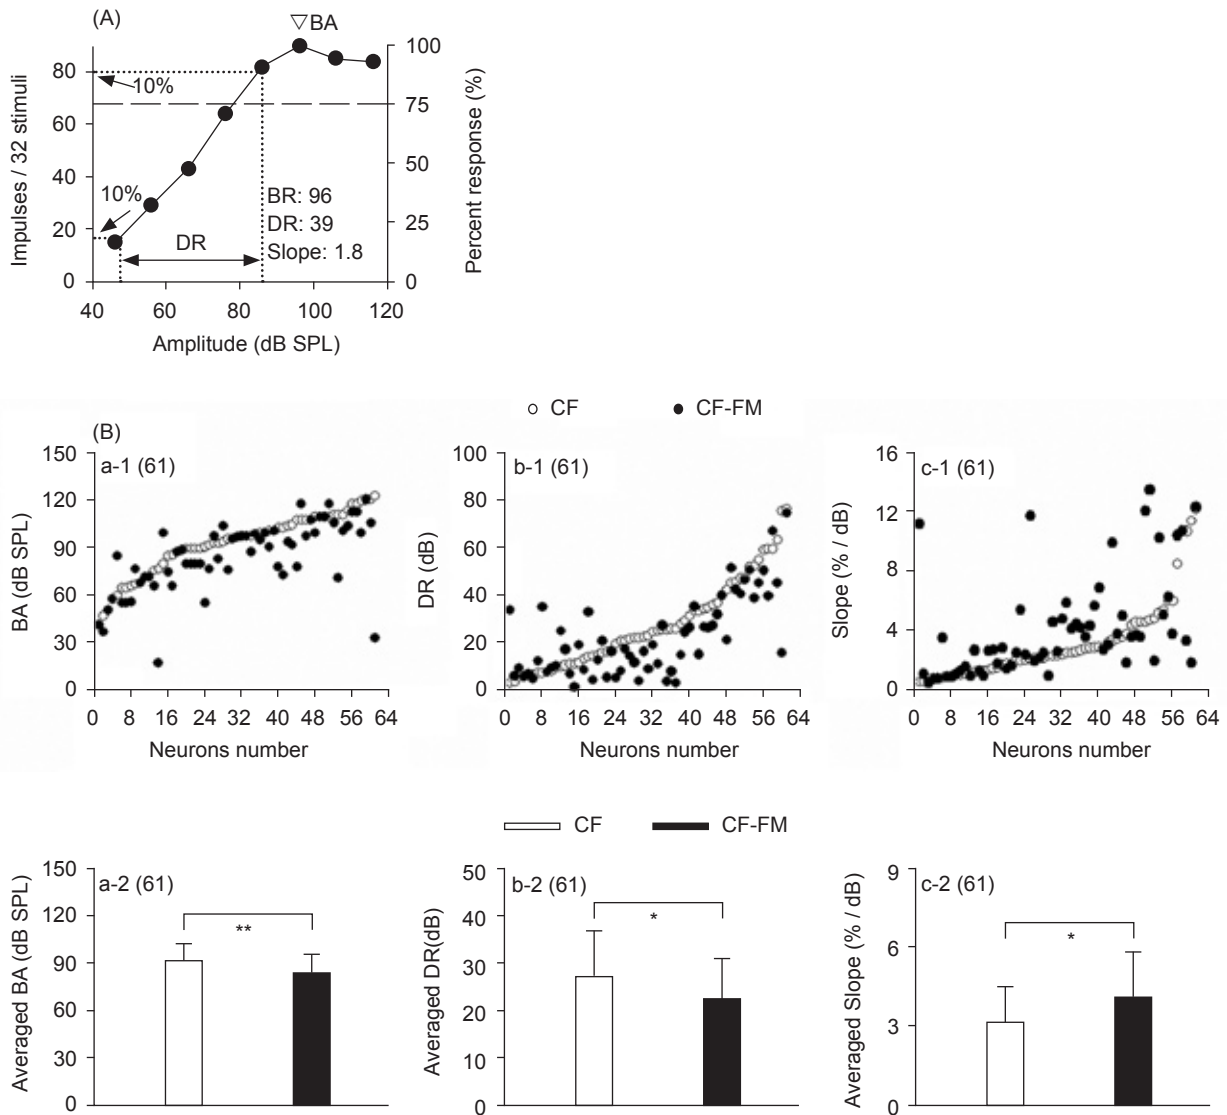 (A)
▽BA
Impulses / 32 stimuli
80
60
40
20
0
10%
10%
DR
BR: 96
DR: 39
Slope: 1.8
100
75
50
25
0
Percent response (%)
40 60 80 100 120
Amplitude (dB SPL)
CF CF-FM
(B)
a-1 (61)
BA (dB SPL)
150
120
90
60
30
0
0 8 16 24 32 40 48 56 64
Neurons number
b-1 (61)
DR (dB)
100
80
60
40
20
0
0 8 16 24 32 40 48 56 64
Neurons number
c-1 (61)
Slope (% / dB)
16
12
8
4
0
0 8 16 24 32 40 48 56 64
Neurons number
CF CF-FM
a-2 (61)
Averaged BA (dB SPL)
150
120
90
60
30
0
**
b-2 (61)
Averaged DR(dB)
50
40
30
20
10
0
*
c-2 (61)
Averaged Slope (% / dB)
9
6
3
0
*